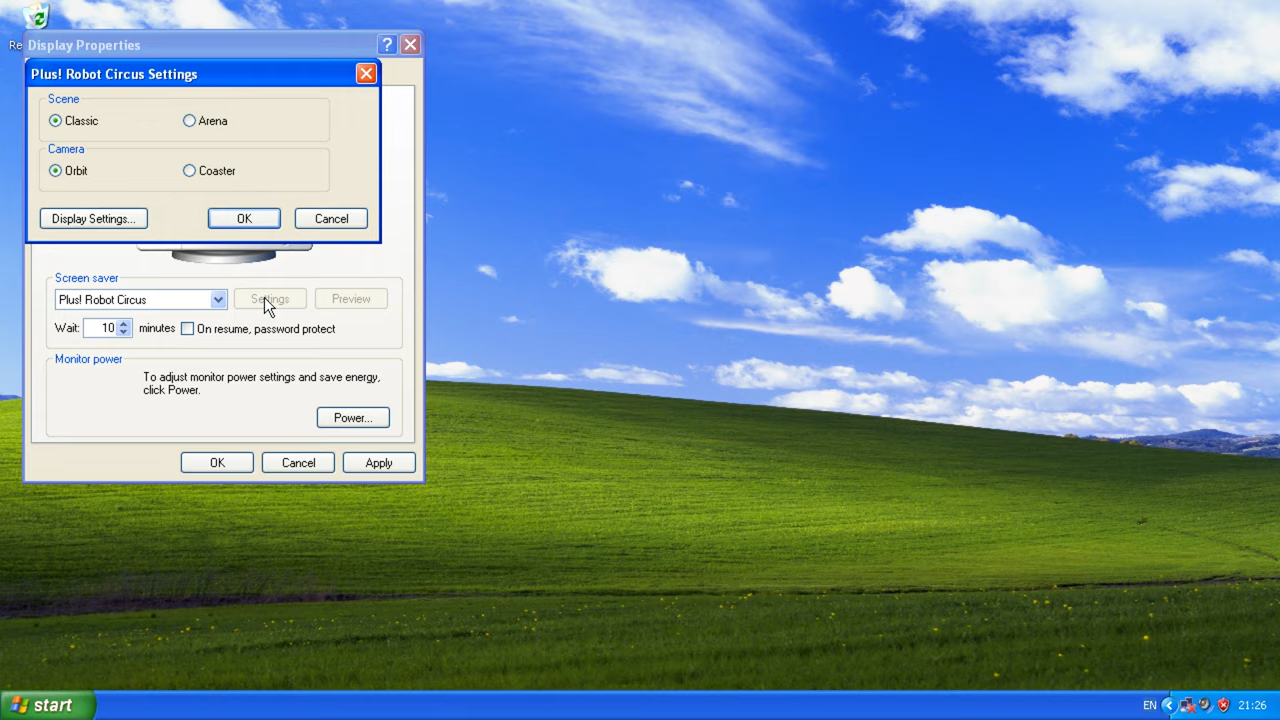 Re
Display Properties
Plus! Robot Circus Settings
Scene
Classic
Arena
Camera
Orbit
Coaster
Display Settings...
OK
Cancel
Screen saver
Plus! Robot Circus
Settings
Preview
Wait:
10
minutes
On resume, password protect
Monitor power
To adjust monitor power settings and save energy,
click Power.
Power...
OK
Cancel
Apply
start
EN
21:26